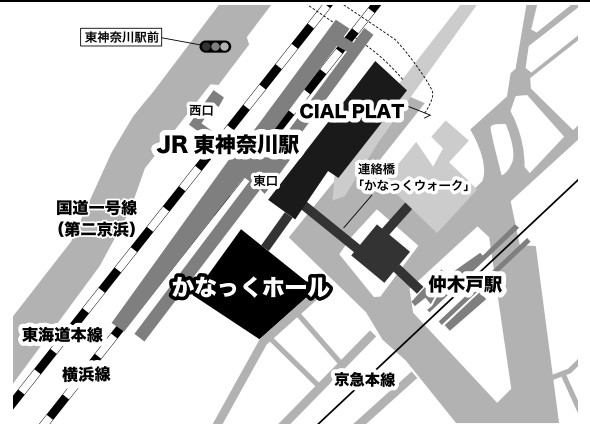 東神奈川駅前
西口
CIAL PLAT
JR 東神奈川駅
連絡橋
「かなっくウォーク」
東口
国道一号線
(第二京浜)
かなっくホール
仲木戸駅
東海道本線
横浜線
京急本線